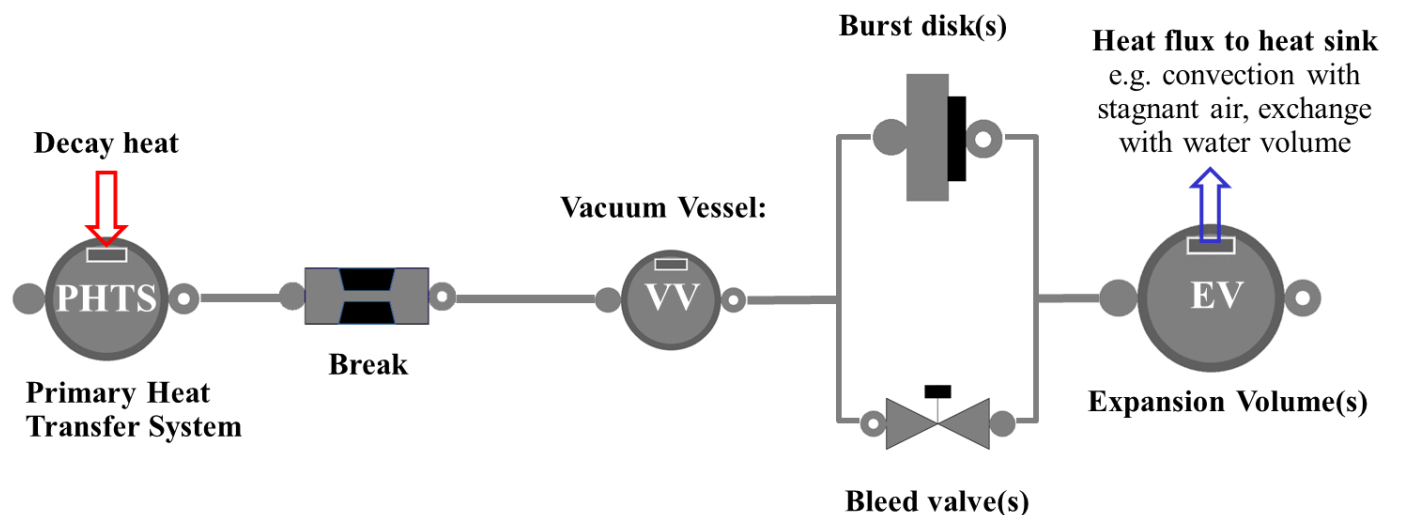 Burst disk(s)
Heat flux to heat sink
e.g. convection with
stagnant air, exchange
with water volume
Decay heat
Vacuum Vessel:
PHTS
VV
EV
Break
Primary Heat
Transfer System
Expansion Volume(s)
Bleed valve(s)